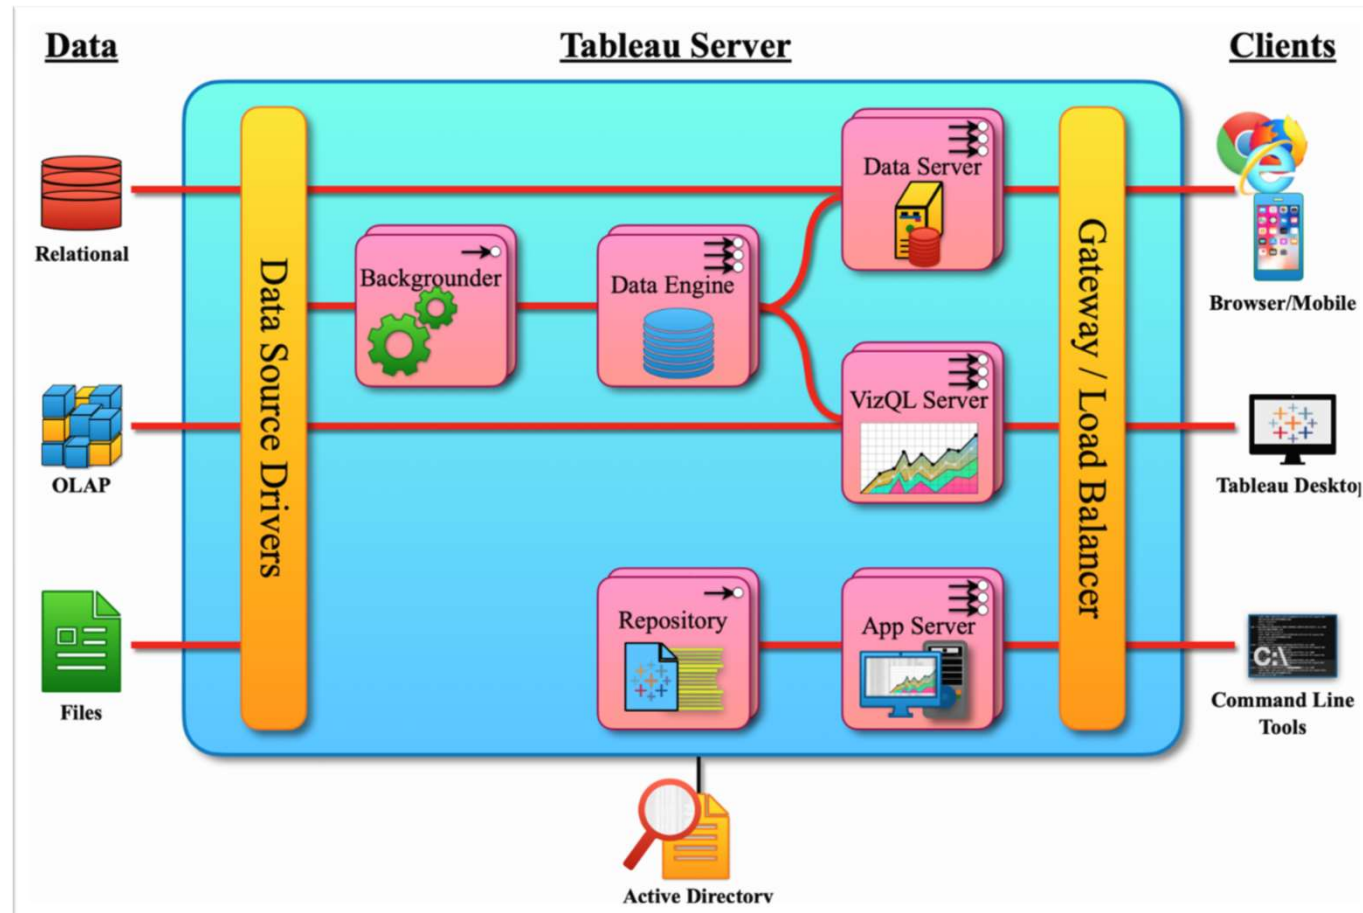 Data
Tableau Server
Clients
Relational
OLAP
Files
Data Source Drivers
Backgrounder
Data Engine
Data Server
VizQL Server
Repository
App Server
Gateway / Load Balancer
Browser/Mobile
Tableau Deskto
C:\
Command Line
Tools
Active Directory